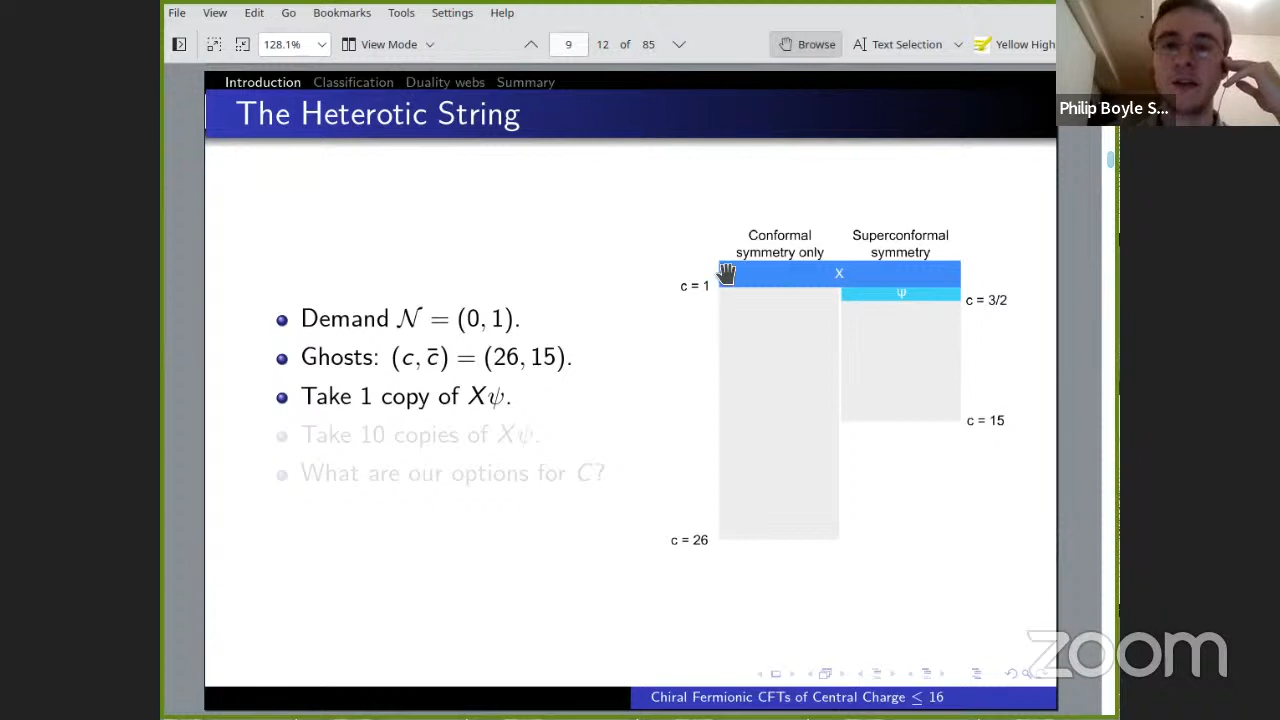 File View Edit Go Bookmarks Tools Settings Help
128.1% View Mode 9 12 of 85 Browse Text Selection Yellow High
Philip Boyle S...
Introduction Classification Duality webs Summary
The Heterotic String
Conformal symmetry only
Superconformal symmetry
X
c = 1
ψ
c = 3/2
Demand 𝒩 = (0, 1).
Ghosts: (c, c̄) = (26, 15).
Take 1 copy of Xψ.
c = 15
Take 10 copies of Xψ.
What are our options for C?
c = 26
zoom
Chiral Fermionic CFTs of Central Charge ≤ 16